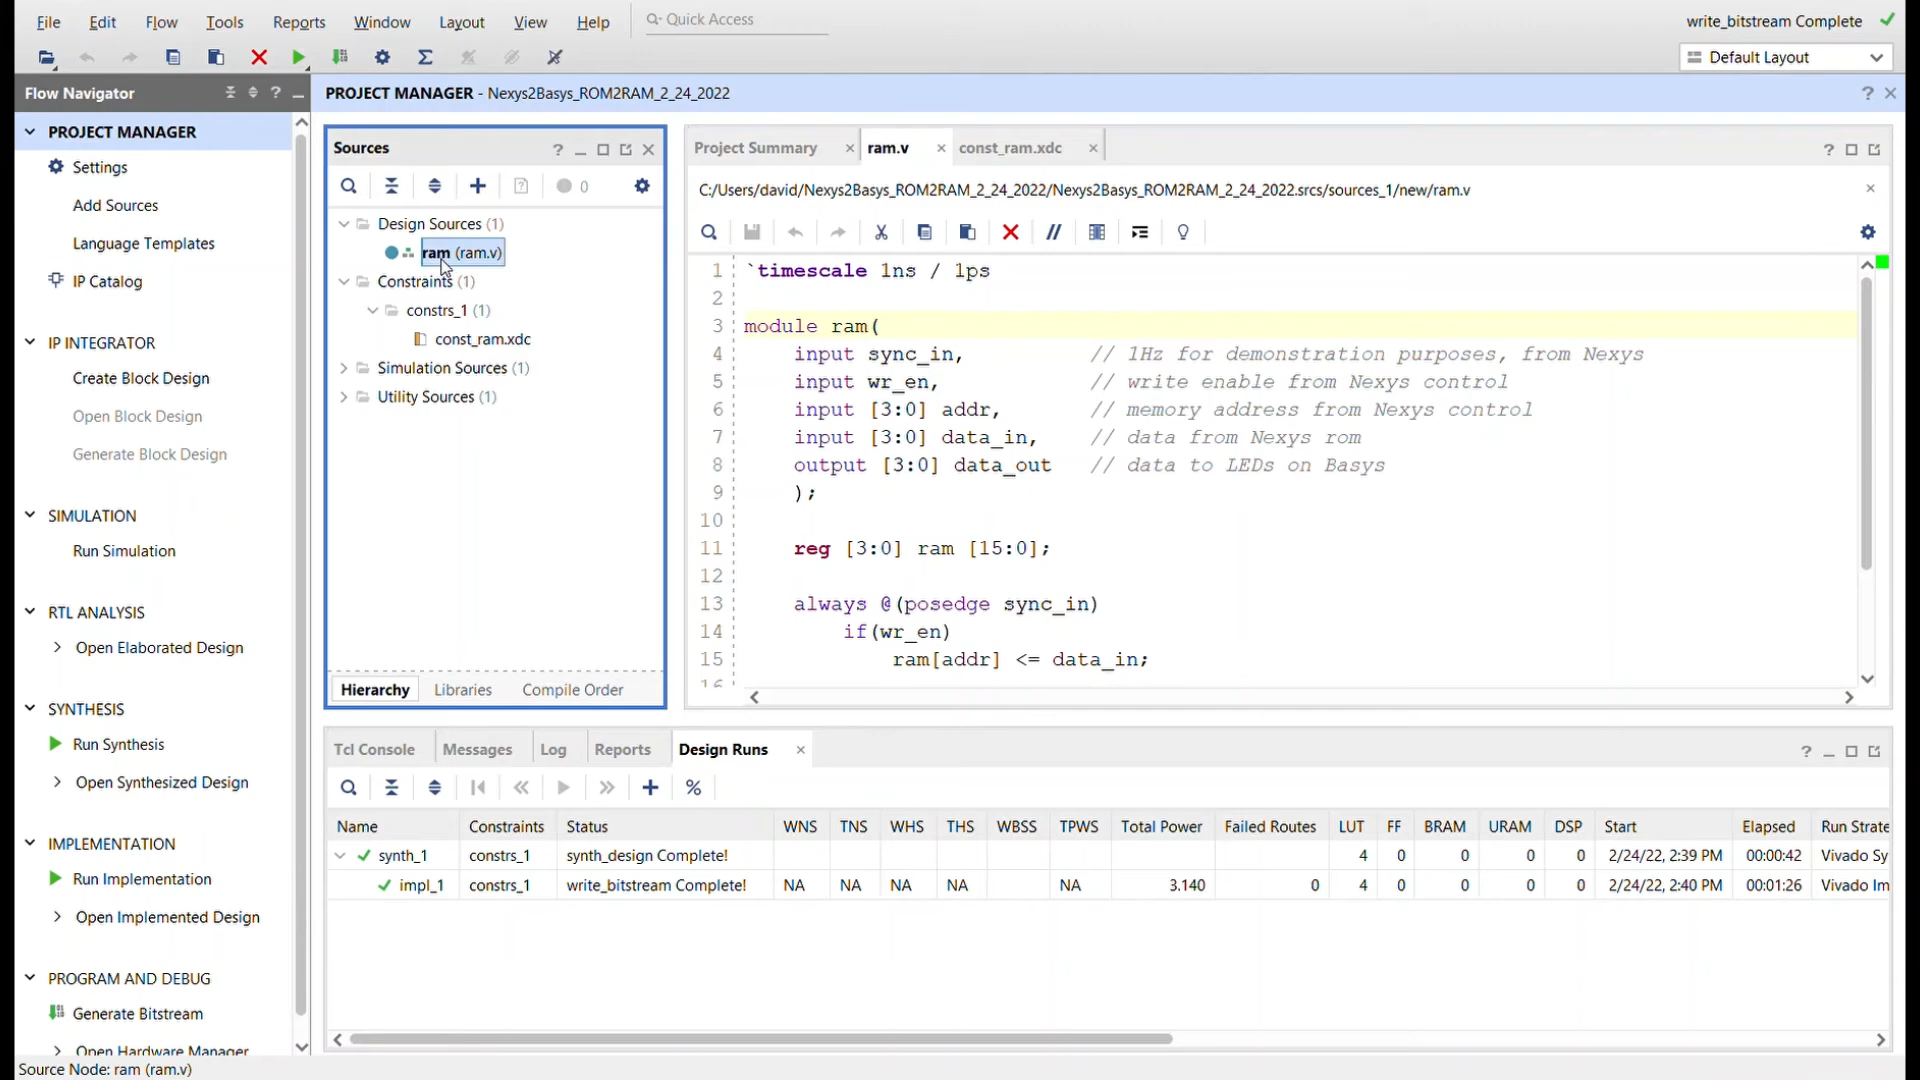 File Edit Flow Tools Reports Window Layout View Help Quick Access write_bitstream Complete
Default Layout
Flow Navigator
PROJECT MANAGER - Nexys2Basys_ROM2RAM_2_24_2022
PROJECT MANAGER
Settings
Add Sources
Language Templates
IP Catalog
IP INTEGRATOR
Create Block Design
Open Block Design
Generate Block Design
SIMULATION
Run Simulation
RTL ANALYSIS
Open Elaborated Design
SYNTHESIS
Run Synthesis
Open Synthesized Design
IMPLEMENTATION
Run Implementation
Open Implemented Design
PROGRAM AND DEBUG
Generate Bitstream
Open Hardware Manager
Sources
0
Design Sources (1)
ram (ram.v)
Constraints (1)
constrs_1 (1)
const_ram.xdc
Simulation Sources (1)
Utility Sources (1)
Hierarchy Libraries Compile Order
Project Summary ram.v const_ram.xdc
C:/Users/david/Nexys2Basys_ROM2RAM_2_24_2022/Nexys2Basys_ROM2RAM_2_24_2022.srcs/sources_1/new/ram.v
1 `timescale 1ns / 1ps
2
3 module ram(
4 input sync_in, // 1Hz for demonstration purposes, from Nexys
5 input wr_en, // write enable from Nexys control
6 input [3:0] addr, // memory address from Nexys control
7 input [3:0] data_in, // data from Nexys rom
8 output [3:0] data_out // data to LEDs on Basys
9 );
10
11 reg [3:0] ram [15:0];
12
13 always @(posedge sync_in)
14 if(wr_en)
15 ram[addr] <= data_in;
16
Tcl Console Messages Log Reports Design Runs
Name Constraints Status WNS TNS WHS THS WBSS TPWS Total Power Failed Routes LUT FF BRAM URAM DSP Start Elapsed Run Strate
synth_1 constrs_1 synth_design Complete! 4 0 0 0 0 2/24/22, 2:39 PM 00:00:42 Vivado Sy
impl_1 constrs_1 write_bitstream Complete! NA NA NA NA NA 3.140 0 4 0 0 0 0 2/24/22, 2:40 PM 00:01:26 Vivado Im
Source Node: ram (ram.v)